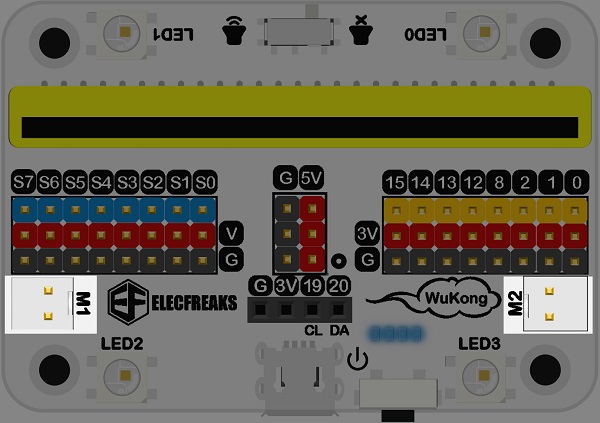 LED1 LED0
S7 S6 S5 S4 S3 S2 S1 S0
G 5V
15 14 13 12 8 2 1 0
V
G
3V
G
M1
EF ELECFREAKS
G 3V 19 20
CL DA
WuKong
M2
LED2 LED3